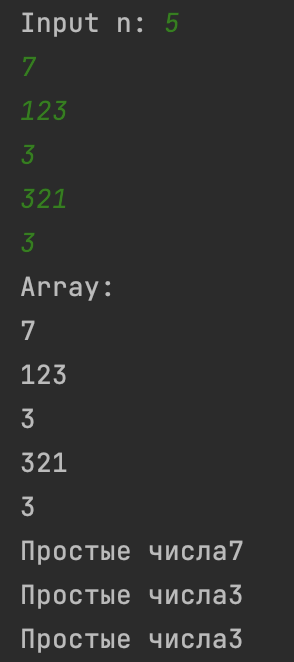 Input n: 5
7
123
3
321
3
Array:
7
123
3
321
3
Простые числа7
Простые числа3
Простые числа3